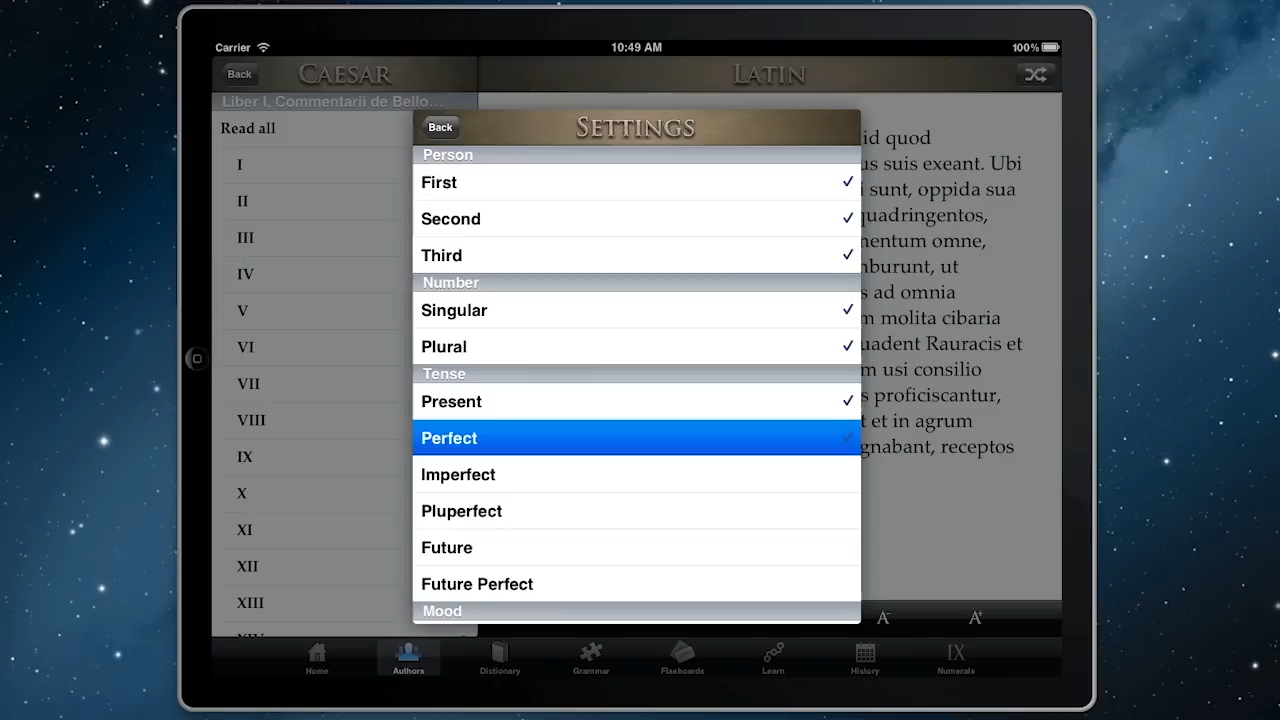 Carrier
10:49 AM
100%
Back
CAESAR
LATIN
Liber I. Commentarii de Bello…
Read all
I
II
III
IV
V
VI
VII
VIII
IX
X
XI
XII
XIII
Back
SETTINGS
Person
First
Second
Third
Number
Singular
Plural
Tense
Present
Perfect
Imperfect
Pluperfect
Future
Future Perfect
Mood
id quod
us suis exeant. Ubi
i sunt, oppida sua
quadringentos,
mentum omne,
mburunt, ut
s ad omnia
m molita cibaria
uadent Rauracis et
m usi consilio
s proficiscantur,
t et in agrum
gnabant, receptos
A-
A+
Home
Authors
Dictionary
Grammar
Flashcards
Learn
History
IX
Numerals